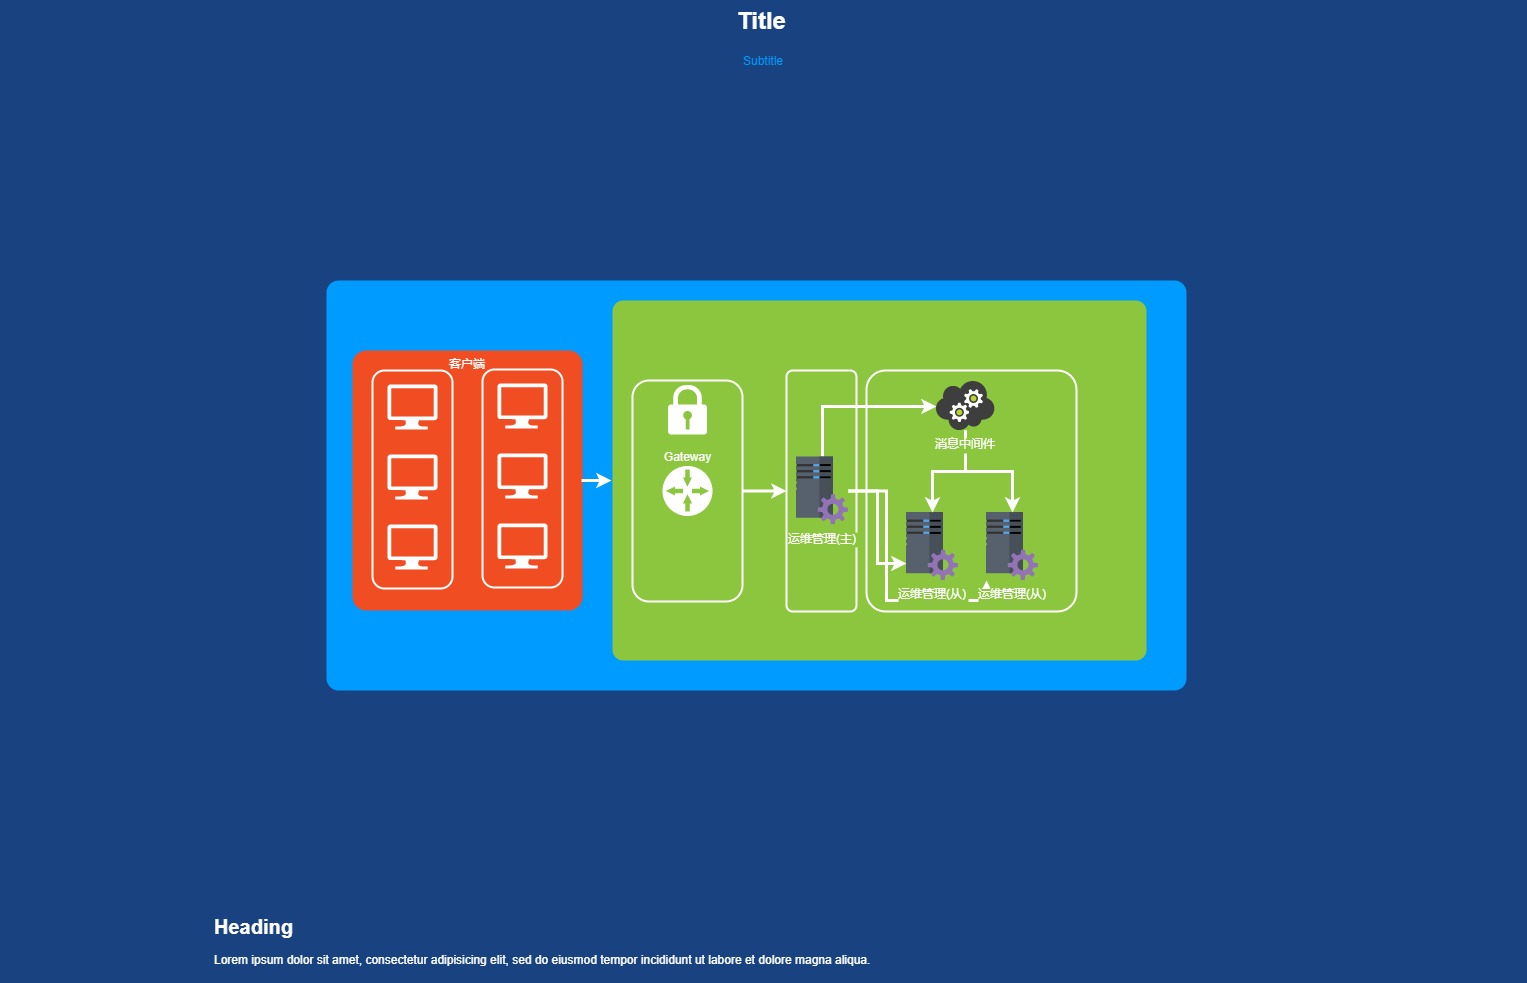 Title
Subtitle
客户端
Gateway
消息中间件
运维管理(主)
运维管理(从)
运维管理(从)
Heading
Lorem ipsum dolor sit amet, consectetur adipisicing elit, sed do eiusmod tempor incididunt ut labore et dolore magna aliqua.